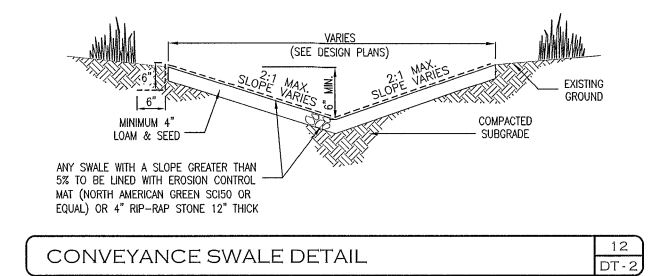 VARIES
(SEE DESIGN PLANS)
2:1 MAX.
SLOPE VARIES
6" MIN.
2:1 MAX.
SLOPE VARIES
6"
6"
EXISTING
GROUND
MINIMUM 4"
LOAM & SEED
COMPACTED
SUBGRADE
ANY SWALE WITH A SLOPE GREATER THAN
5% TO BE LINED WITH EROSION CONTROL
MAT (NORTH AMERICAN GREEN SC150 OR
EQUAL) OR 4" RIP-RAP STONE 12" THICK
CONVEYANCE SWALE DETAIL
12
DT-2